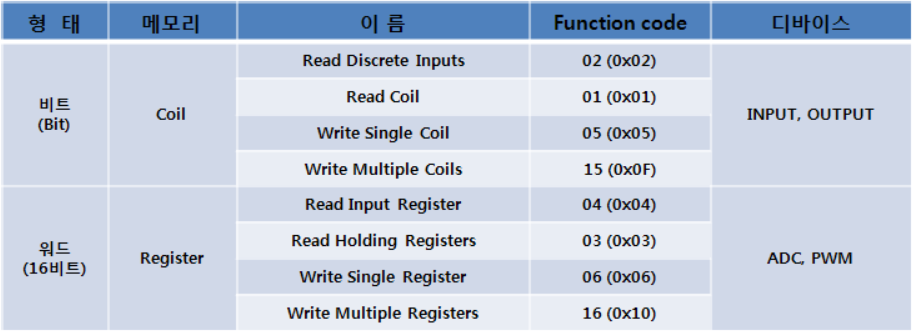 형 태 메모리 이 름 Function code 디바이스
Read Discrete Inputs 02 (0x02)
비트
(Bit)
Coil
Read Coil 01 (0x01)
INPUT, OUTPUT
Write Single Coil 05 (0x05)
Write Multiple Coils 15 (0x0F)
Read Input Register 04 (0x04)
워드
(16비트)
Register
Read Holding Registers 03 (0x03)
ADC, PWM
Write Single Register 06 (0x06)
Write Multiple Registers 16 (0x10)